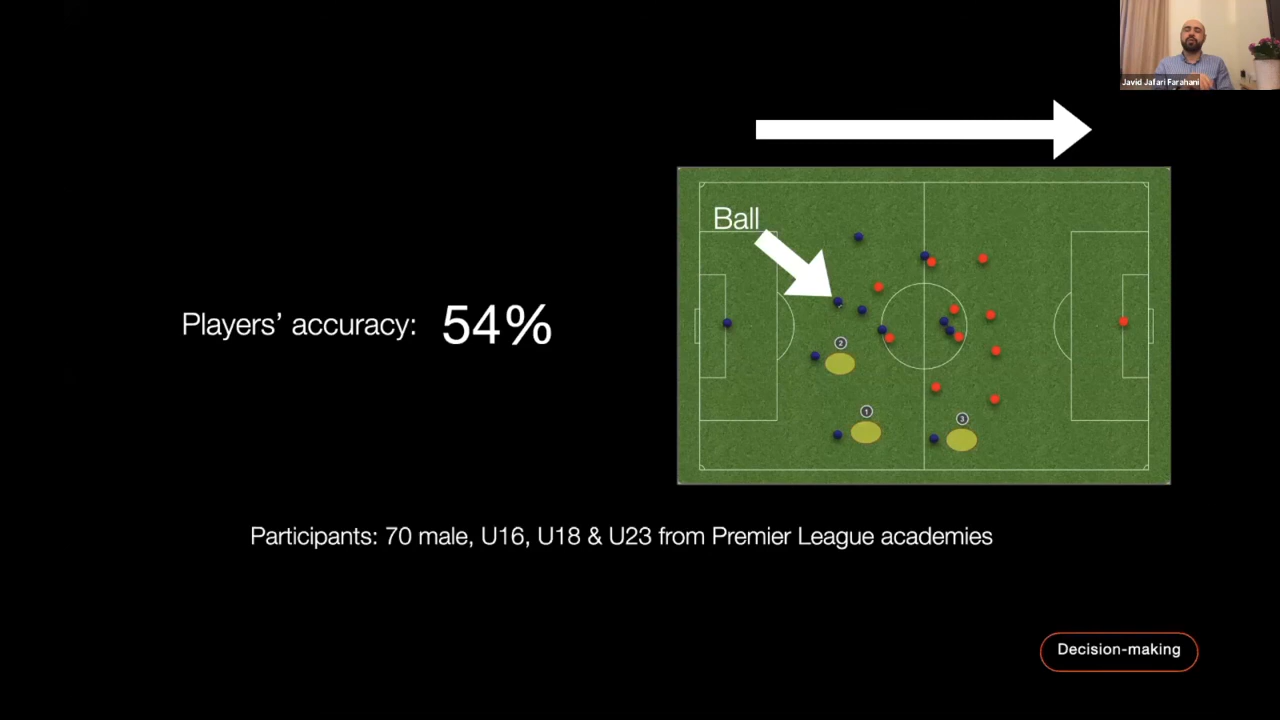 Javid Jafari Farahani
Ball
Players' accuracy: 54%
2
1
3
Participants: 70 male, U16, U18 & U23 from Premier League academies
Decision-making